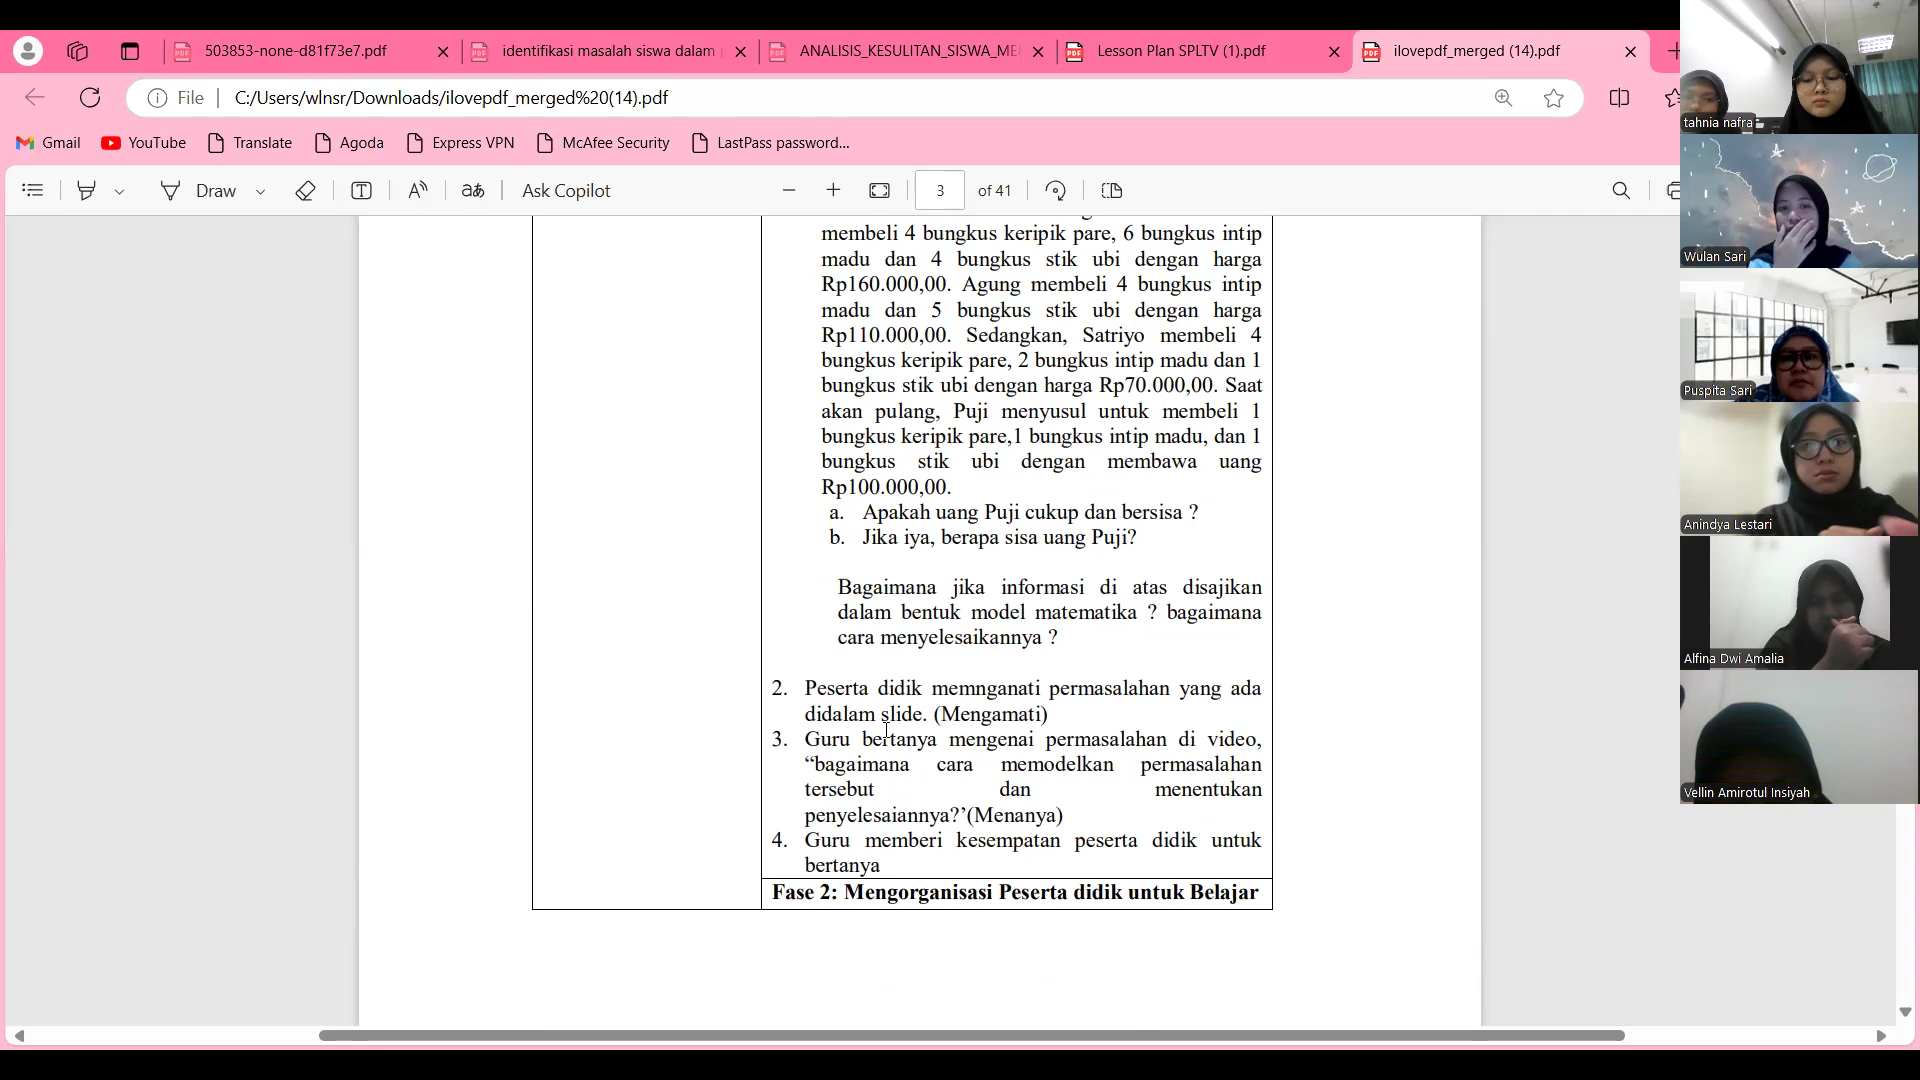 503853-none-d81f73e7.pdf
identifikasi masalah siswa dalam
ANALISIS_KESULITAN_SISWA_ME
Lesson Plan SPLTV (1).pdf
ilovepdf_merged (14).pdf
File
C:/Users/wlnsr/Downloads/ilovepdf_merged%20(14).pdf
Gmail
YouTube
Translate
Agoda
Express VPN
McAfee Security
LastPass password...
Draw
Ask Copilot
3 of 41
membeli 4 bungkus keripik pare, 6 bungkus intip
madu dan 4 bungkus stik ubi dengan harga
Rp160.000,00. Agung membeli 4 bungkus intip
madu dan 5 bungkus stik ubi dengan harga
Rp110.000,00. Sedangkan, Satriyo membeli 4
bungkus keripik pare, 2 bungkus intip madu dan 1
bungkus stik ubi dengan harga Rp70.000,00. Saat
akan pulang, Puji menyusul untuk membeli 1
bungkus keripik pare,1 bungkus intip madu, dan 1
bungkus stik ubi dengan membawa uang
Rp100.000,00.
a. Apakah uang Puji cukup dan bersisa ?
b. Jika iya, berapa sisa uang Puji?
Bagaimana jika informasi di atas disajikan
dalam bentuk model matematika ? bagaimana
cara menyelesaikannya ?
2. Peserta didik memnganati permasalahan yang ada
didalam slide. (Mengamati)
3. Guru bertanya mengenai permasalahan di video,
“bagaimana cara memodelkan permasalahan
tersebut dan menentukan
penyelesaiannya?’(Menanya)
4. Guru memberi kesempatan peserta didik untuk
bertanya
Fase 2: Mengorganisasi Peserta didik untuk Belajar
tahnia nafra
Wulan Sari
Puspita Sari
Anindya Lestari
Alfina Dwi Amalia
Vellin Amirotul Insiyah